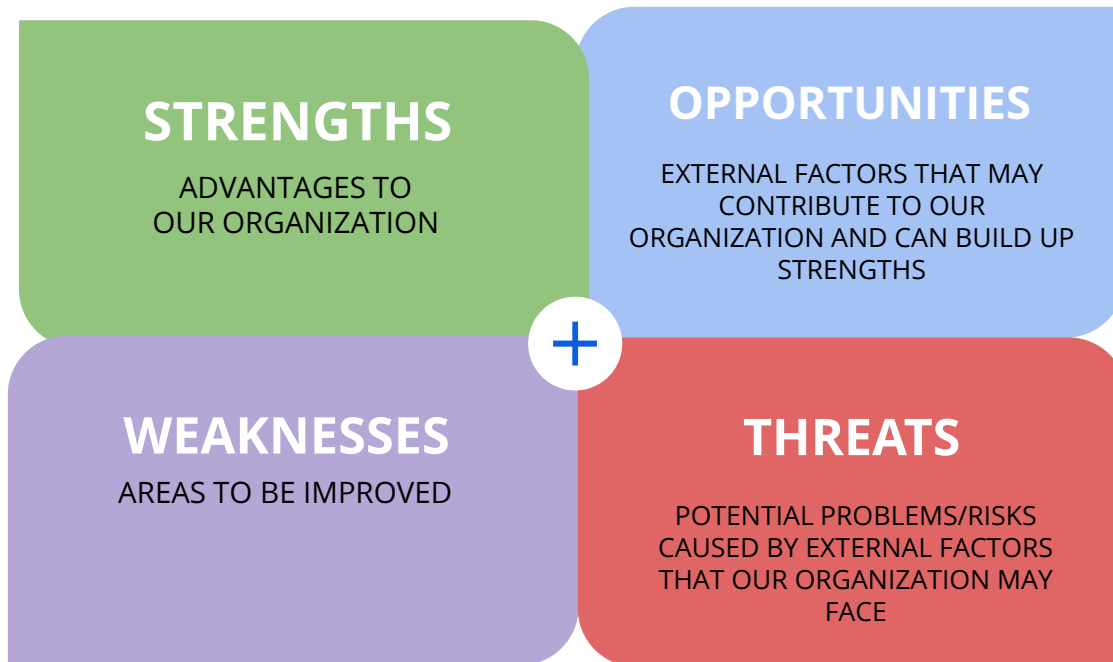 STRENGTHS
ADVANTAGES TO
OUR ORGANIZATION
OPPORTUNITIES
EXTERNAL FACTORS THAT MAY
CONTRIBUTE TO OUR
ORGANIZATION AND CAN BUILD UP
STRENGTHS
WEAKNESSES
AREAS TO BE IMPROVED
THREATS
POTENTIAL PROBLEMS/RISKS
CAUSED BY EXTERNAL FACTORS
THAT OUR ORGANIZATION MAY
FACE